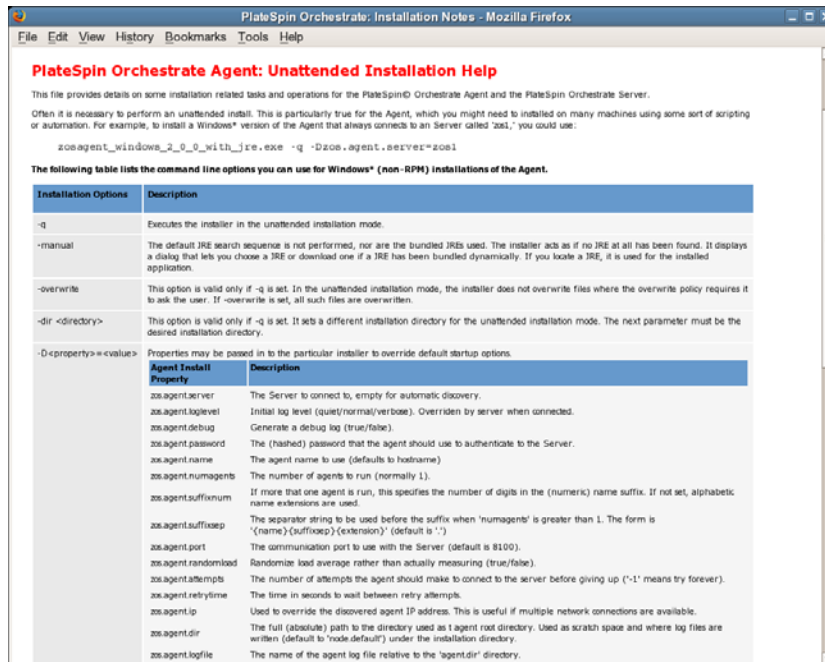 PlateSpin Orchestrate: Installation Notes - Mozilla Firefox
File Edit View History Bookmarks Tools Help
PlateSpin Orchestrate Agent: Unattended Installation Help
This file provides details on some installation related tasks and operations for the PlateSpin© Orchestrate Agent and the PlateSpin Orchestrate Server.
Often it is necessary to perform an unattended install. This is particularly true for the Agent, which you might need to installed on many machines using some sort of scripting
or automation. For example, to install a Windows* version of the Agent that always connects to an Server called 'zos1,' you could use:
zosagent_windows_2_0_0_with_jre.exe -q -Dzos.agent.server=zos1
The following table lists the command line options you can use for Windows* (non-RPM) installations of the Agent.
Installation Options Description
-q Executes the installer in the unattended installation mode.
-manual The default JRE search sequence is not performed, nor are the bundled JREs used. The installer acts as if no JRE at all has been found. It displays
a dialog that lets you choose a JRE or download one if a JRE has been bundled dynamically. If you locate a JRE, it is used for the installed
application.
-overwrite This option is valid only if -q is set. In the unattended installation mode, the installer does not overwrite files where the overwrite policy requires it
to ask the user. If -overwrite is set, all such files are overwritten.
-dir <directory> This option is valid only if -q is set. It sets a different installation directory for the unattended installation mode. The next parameter must be the
desired installation directory.
-D<property>=<value> Properties may be passed in to the particular installer to override default startup options.
Agent Install Description
Property
zos.agent.server The Server to connect to, empty for automatic discovery.
zos.agent.loglevel Initial log level (quiet/normal/verbose). Overriden by server when connected.
zos.agent.debug Generate a debug log (true/false).
zos.agent.password The (hashed) password that the agent should use to authenticate to the Server.
zos.agent.name The agent name to use (defaults to hostname)
zos.agent.numagents The number of agents to run (normally 1).
zos.agent.suffixnum If more that one agent is run, this specifies the number of digits in the (numeric) name suffix. If not set, alphabetic
name extensions are used.
zos.agent.suffixsep The separator string to be used before the suffix when 'numagents' is greater than 1. The form is
'{name}{suffixsep}{extension}' (default is '.')
zos.agent.port The communication port to use with the Server (default is 8100).
zos.agent.randomload Randomize load average rather than actually measuring (true/false).
zos.agent.attempts The number of attempts the agent should make to connect to the server before giving up ('-1' means try forever).
zos.agent.retrytime The time in seconds to wait between retry attempts.
zos.agent.ip Used to override the discovered agent IP address. This is useful if multiple network connections are available.
zos.agent.dir The full (absolute) path to the directory used as t agent root directory. Used as scratch space and where log files are
written (default to 'node.default') under the installation directory.
zos.agent.logfile The name of the agent log file relative to the 'agent.dir' directory.